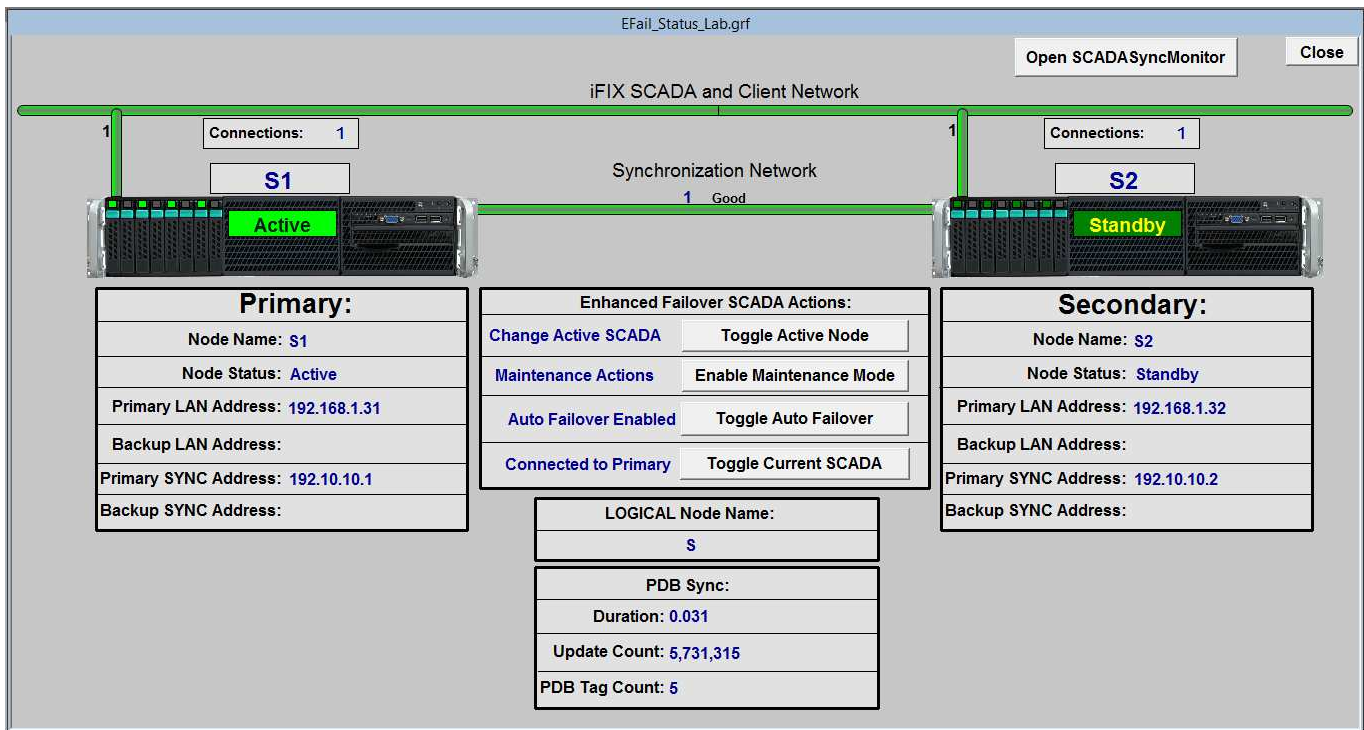 EFail_Status_Lab.grf
Open SCADASyncMonitor
Close
iFIX SCADA and Client Network
1
Connections: 1
1
Connections: 1
S1
Synchronization Network
1 Good
S2
Active
Standby
Primary:
Node Name: S1
Node Status: Active
Primary LAN Address: 192.168.1.31
Backup LAN Address:
Primary SYNC Address: 192.10.10.1
Backup SYNC Address:
Enhanced Failover SCADA Actions:
Change Active SCADA Toggle Active Node
Maintenance Actions Enable Maintenance Mode
Auto Failover Enabled Toggle Auto Failover
Connected to Primary Toggle Current SCADA
Secondary:
Node Name: S2
Node Status: Standby
Primary LAN Address: 192.168.1.32
Backup LAN Address:
Primary SYNC Address: 192.10.10.2
Backup SYNC Address:
LOGICAL Node Name:
S
PDB Sync:
Duration: 0.031
Update Count: 5,731,315
PDB Tag Count: 5